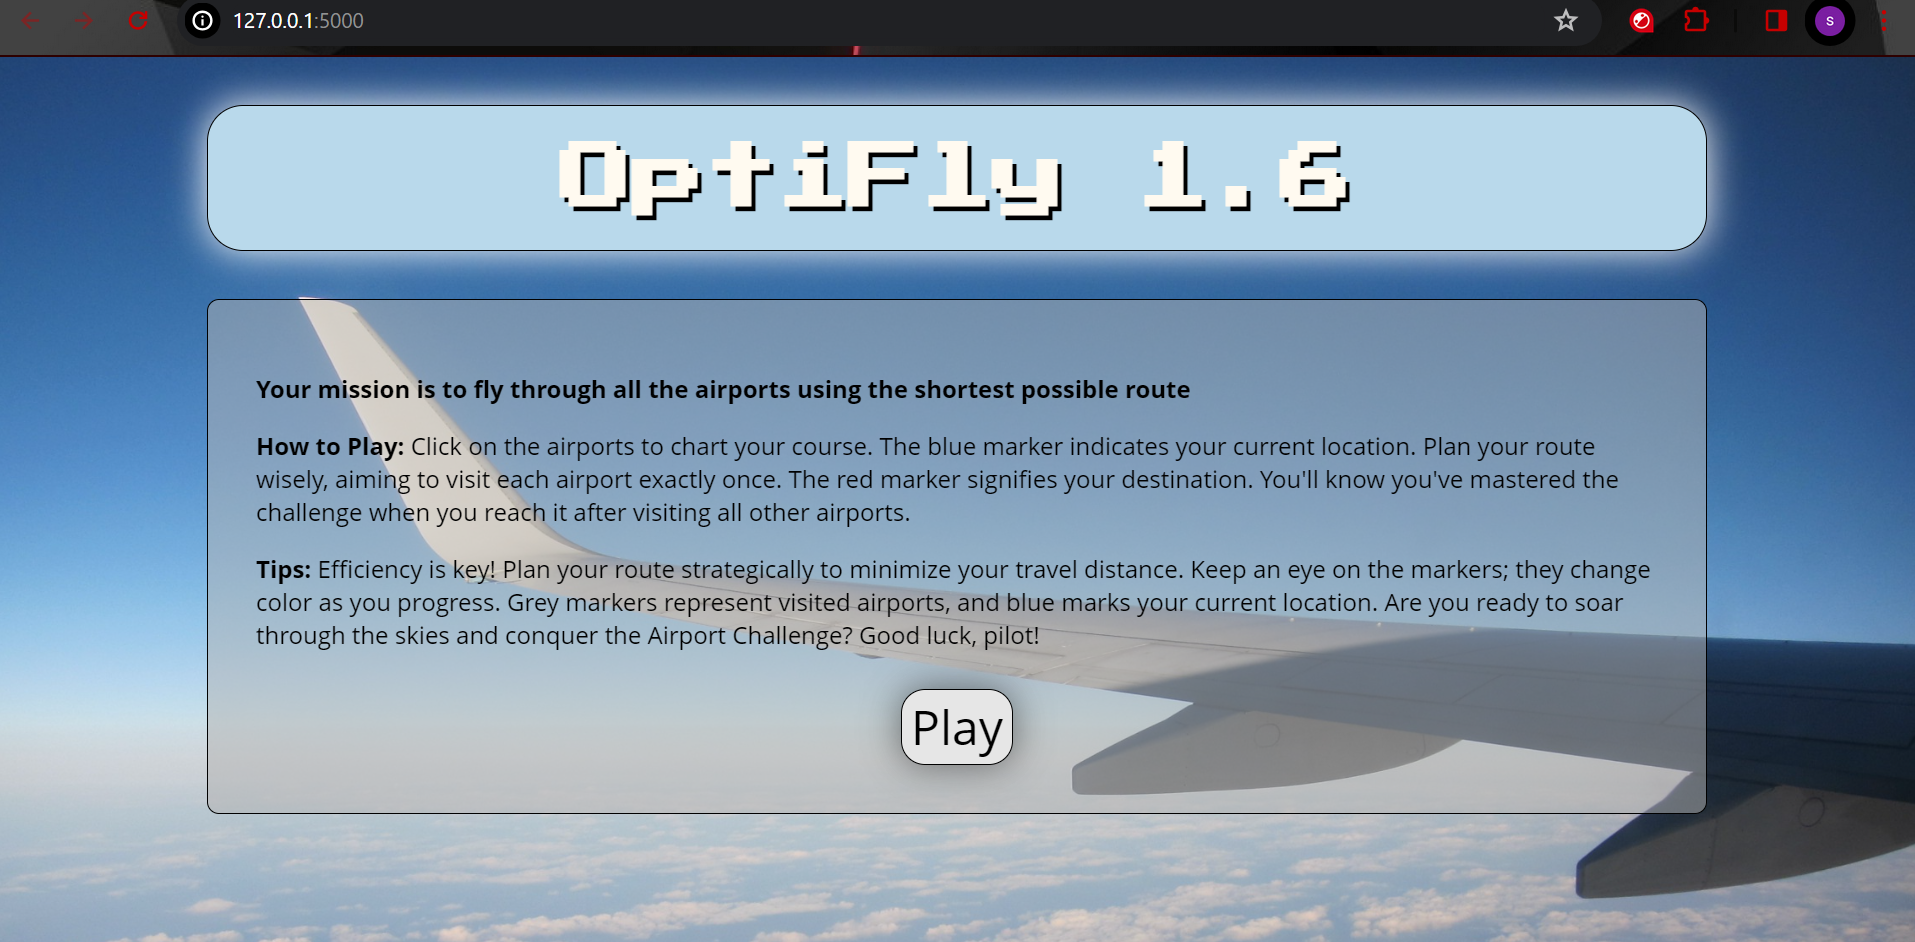 127.0.0.1:5000
S
OptiFly 1.6
Your mission is to fly through all the airports using the shortest possible route
How to Play: Click on the airports to chart your course. The blue marker indicates your current location. Plan your route
wisely, aiming to visit each airport exactly once. The red marker signifies your destination. You'll know you've mastered the
challenge when you reach it after visiting all other airports.
Tips: Efficiency is key! Plan your route strategically to minimize your travel distance. Keep an eye on the markers; they change
color as you progress. Grey markers represent visited airports, and blue marks your current location. Are you ready to soar
through the skies and conquer the Airport Challenge? Good luck, pilot!
Play